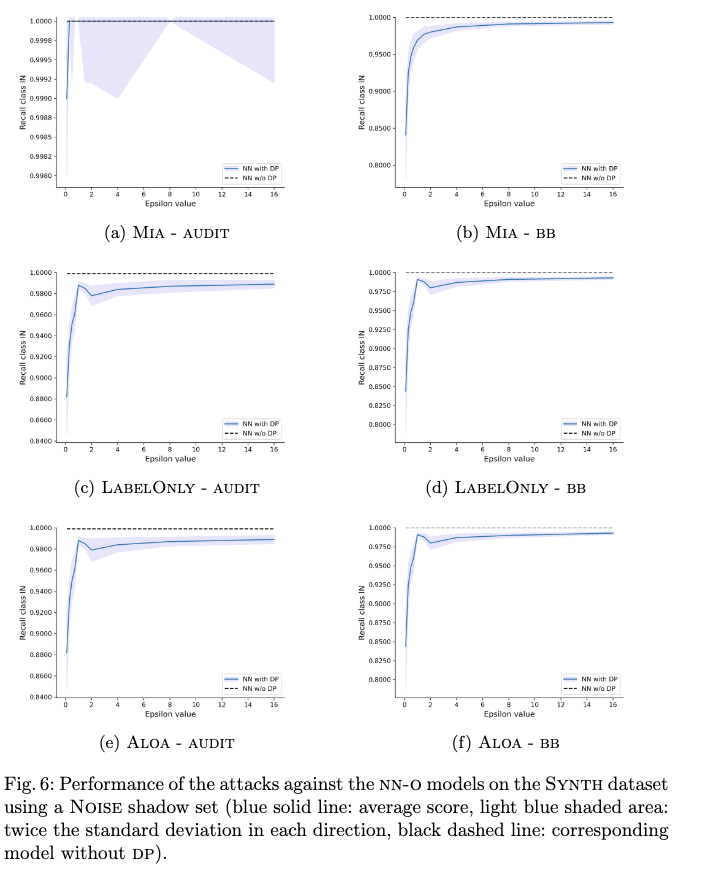 1.0000
0.9998
0.9995
0.9992
0.9990
0.9988
0.9985
0.9982
0.9980
Recall class IN
0 2 4 6 8 10 12 14 16
Epsilon value
NN with DP
NN w/o DP
(a) MIA - AUDIT
1.0000
0.9500
0.9000
0.8500
0.8000
Recall class IN
0 2 4 6 8 10 12 14 16
Epsilon value
NN with DP
NN w/o DP
(b) MIA - BB
1.0000
0.9800
0.9600
0.9400
0.9200
0.9000
0.8800
0.8600
0.8400
Recall class IN
0 2 4 6 8 10 12 14 16
Epsilon value
NN with DP
NN w/o DP
(c) LABELONLY - AUDIT
1.0000
0.9750
0.9500
0.9250
0.9000
0.8750
0.8500
0.8250
0.8000
Recall class IN
0 2 4 6 8 10 12 14 16
Epsilon value
NN with DP
NN w/o DP
(d) LABELONLY - BB
1.0000
0.9800
0.9600
0.9400
0.9200
0.9000
0.8800
0.8600
0.8400
Recall class IN
0 2 4 6 8 10 12 14 16
Epsilon value
NN with DP
NN w/o DP
(e) ALOA - AUDIT
1.0000
0.9750
0.9500
0.9250
0.9000
0.8750
0.8500
0.8250
0.8000
Recall class IN
0 2 4 6 8 10 12 14 16
Epsilon value
NN with DP
NN w/o DP
(f) ALOA - BB
Fig. 6: Performance of the attacks against the NN-O models on the SYNTH dataset
using a NOISE shadow set (blue solid line: average score, light blue shaded area:
twice the standard deviation in each direction, black dashed line: corresponding
model without DP).